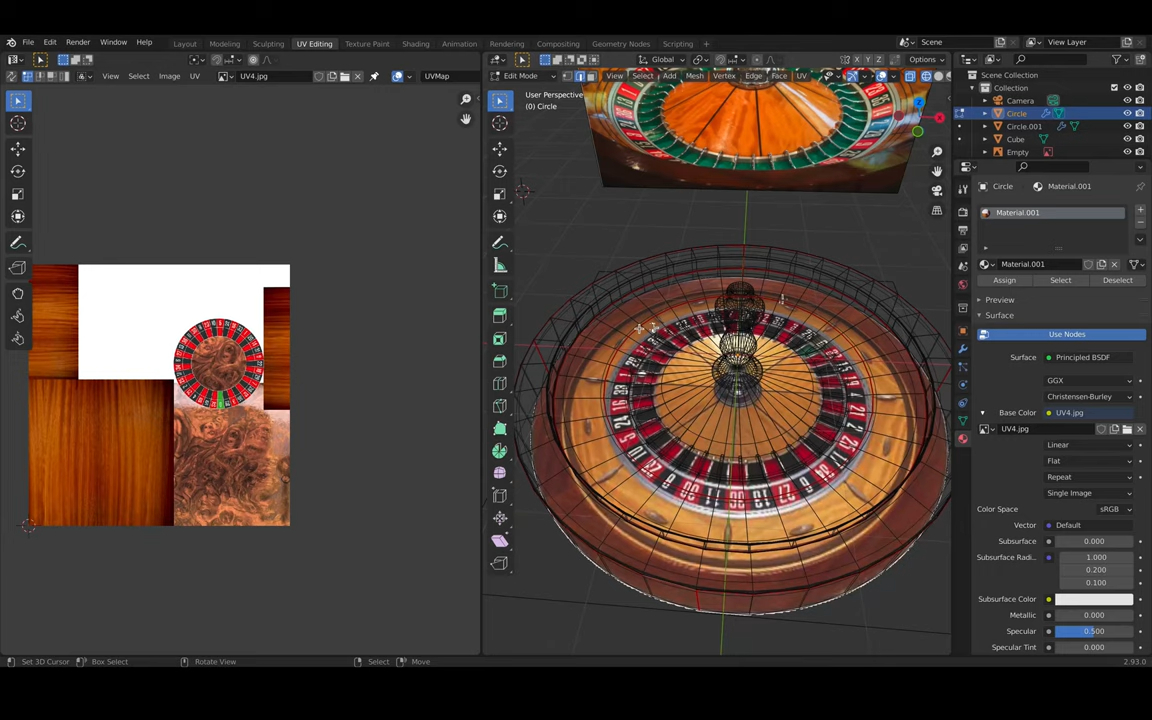 File Edit Render Window Help Layout Modeling Sculpting UV Editing Texture Paint Shading Animation Rendering Compositing Geometry Nodes Scripting + Scene View Layer
Global Options
View Select Image UV UV4.jpg UVMap Edit Mode View Select Add Mesh Vertex Edge Face UV X Y Z
User Perspective
(0) Circle
Scene Collection
Collection
Camera
Circle
Circle.001
Cube
Empty
Circle Material.001
Material.001
Material.001
Assign Select Deselect
Preview
Surface
Use Nodes
Surface Principled BSDF
GGX
Christensen-Burley
Base Color UV4.jpg
UV4.jpg
Linear
Flat
Repeat
Single Image
Color Space sRGB
Vector Default
Subsurface 0.000
Subsurface Radi... 1.000
0.200
0.100
Subsurface Color
Metallic 0.000
Specular 0.500
Specular Tint 0.000
Set 3D Cursor Box Select Rotate View Select Move 2.93.0